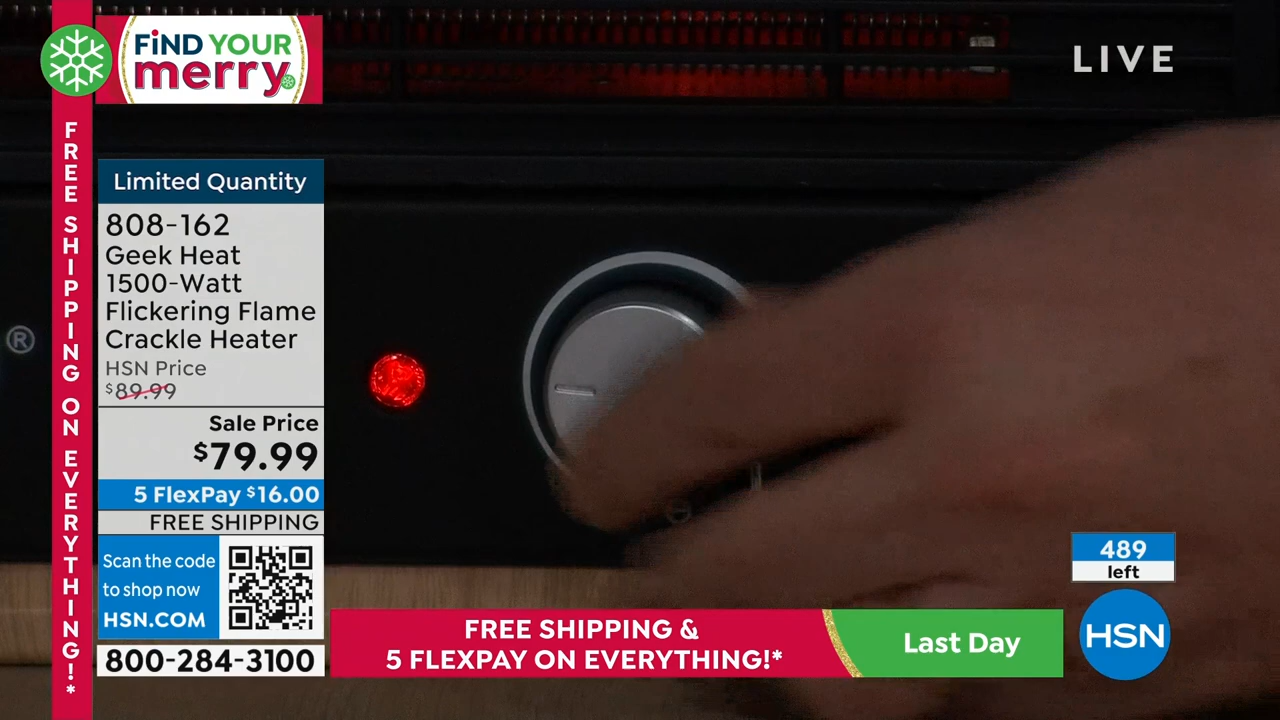 FiND YOUR
merry
LIVE
FREE SHIPPING ON EVERYTHING!*
Limited Quantity
808-162
Geek Heat
1500-Watt
Flickering Flame
Crackle Heater
HSN Price
$89.99
Sale Price
$79.99
5 FlexPay $16.00
FREE SHIPPING
Scan the code
to shop now
HSN.COM
800-284-3100
®
FREE SHIPPING &
5 FLEXPAY ON EVERYTHING!*
Last Day
489
left
HSN